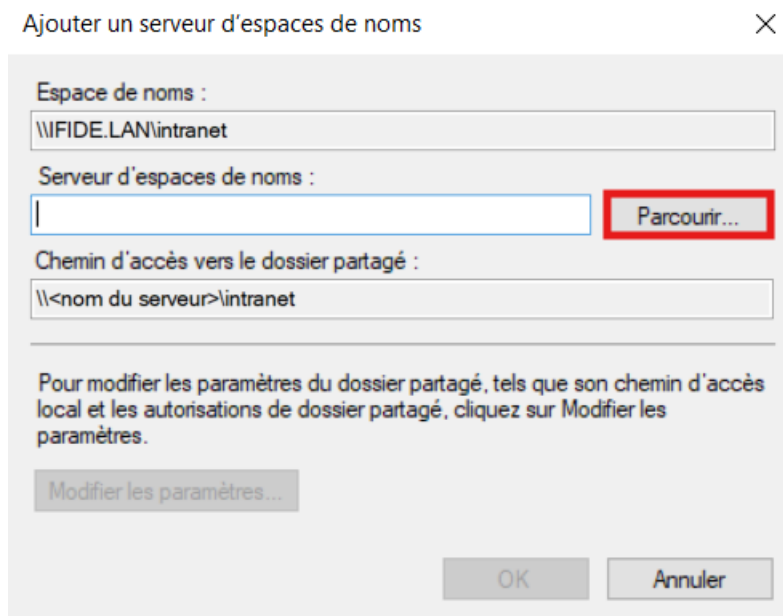 Ajouter un serveur d’espaces de noms
Espace de noms :
\\IFIDE.LAN\intranet
Serveur d’espaces de noms :
Parcourir...
Chemin d’accès vers le dossier partagé :
\\<nom du serveur>\intranet
Pour modifier les paramètres du dossier partagé, tels que son chemin d’accès
local et les autorisations de dossier partagé, cliquez sur Modifier les
paramètres.
Modifier les paramètres...
OK
Annuler